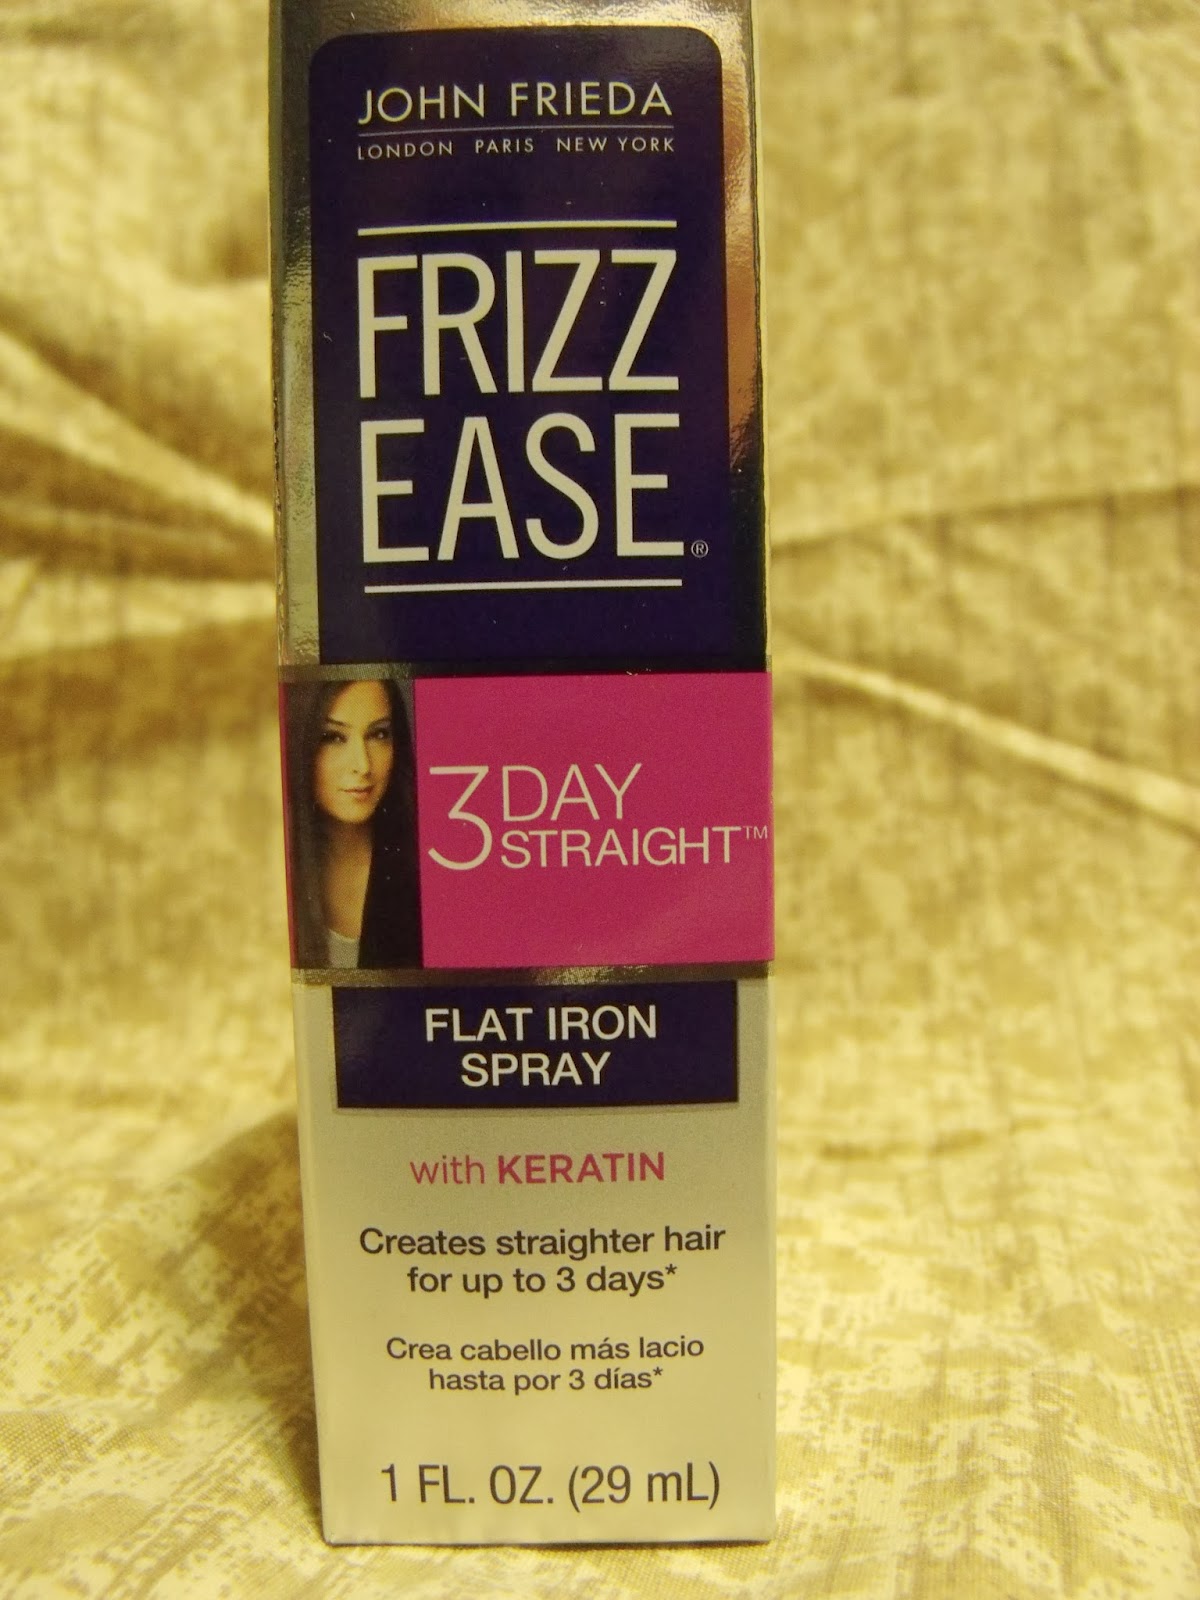 JOHN FRIEDA
LONDON PARIS NEW YORK
FRIZZ
EASE®
3 DAY
STRAIGHT™
FLAT IRON
SPRAY
with KERATIN
Creates straighter hair
for up to 3 days*
Crea cabello más lacio
hasta por 3 días*
1 FL. OZ. (29 mL)